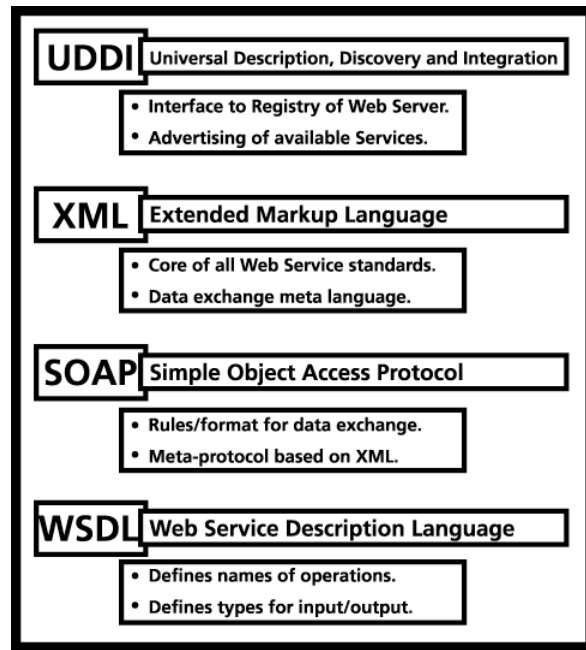 UDDI Universal Description, Discovery and Integration
• Interface to Registry of Web Server.
• Advertising of available Services.
XML Extended Markup Language
• Core of all Web Service standards.
• Data exchange meta language.
SOAP Simple Object Access Protocol
• Rules/format for data exchange.
• Meta-protocol based on XML.
WSDL Web Service Description Language
• Defines names of operations.
• Defines types for input/output.